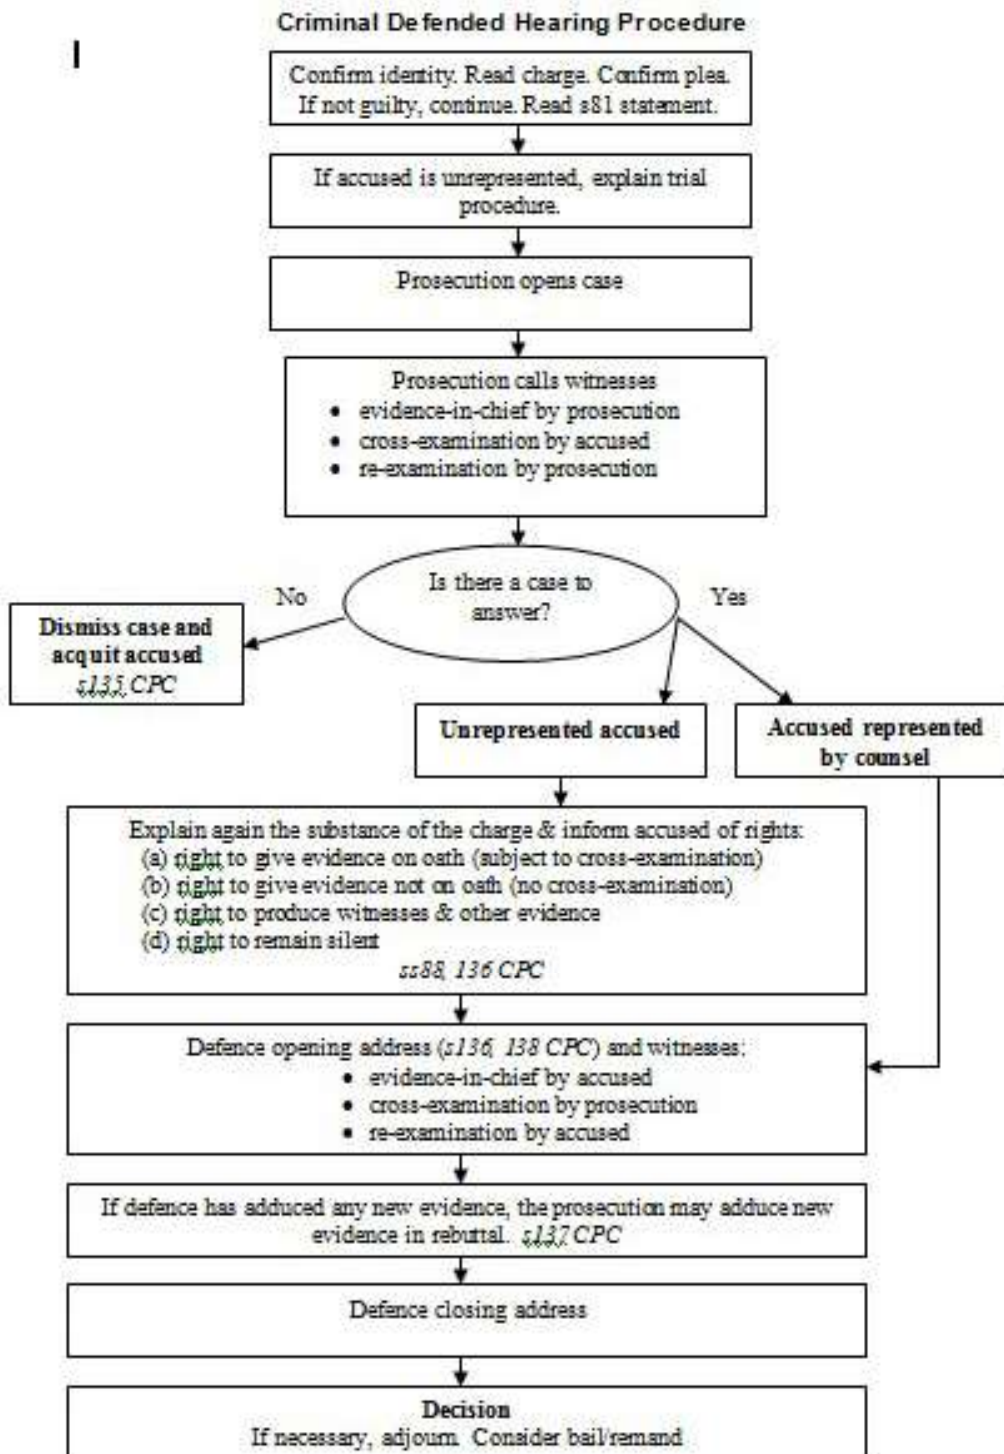 Criminal Defended Hearing Procedure
Confirm identity. Read charge. Confirm plea.
If not guilty, continue. Read s81 statement.
If accused is unrepresented, explain trial
procedure.
Prosecution opens case
Prosecution calls witnesses
• evidence-in-chief by prosecution
• cross-examination by accused
• re-examination by prosecution
Is there a case to
answer?
No
Yes
Dismiss case and
acquit accused
s135 CPC
Unrepresented accused
Accused represented
by counsel
Explain again the substance of the charge & inform accused of rights:
(a) right to give evidence on oath (subject to cross-examination)
(b) right to give evidence not on oath (no cross-examination)
(c) right to produce witnesses & other evidence
(d) right to remain silent
ss88, 136 CPC
Defence opening address (s136, 138 CPC) and witnesses:
• evidence-in-chief by accused
• cross-examination by prosecution
• re-examination by accused
If defence has adduced any new evidence, the prosecution may adduce new
evidence in rebuttal. s137 CPC
Defence closing address
Decision
If necessary, adjourn. Consider bail/remand